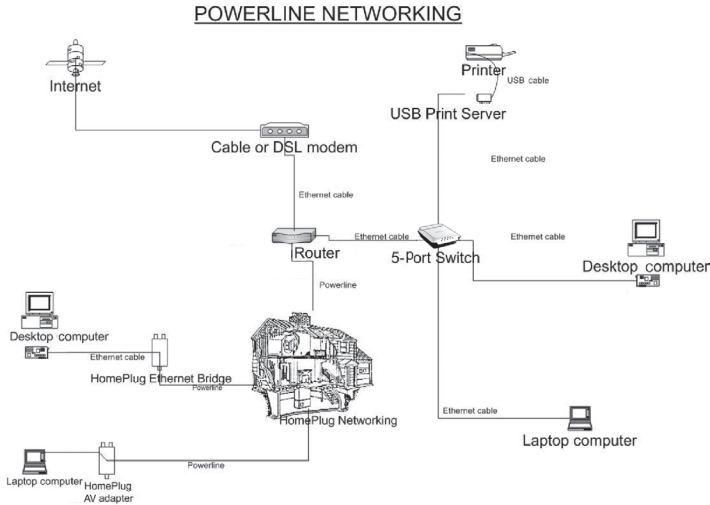 POWERLINE NETWORKING
Internet
Printer
USB cable
USB Print Server
Cable or DSL modem
Ethernet cable
Ethernet cable
Router
Ethernet cable
5-Port Switch
Ethernet cable
Desktop computer
Powerline
Desktop computer
Ethernet cable
HomePlug Ethernet Bridge
Powerline
HomePlug Networking
Ethernet cable
Laptop computer
Powerline
Laptop computer
HomePlug
AV adapter